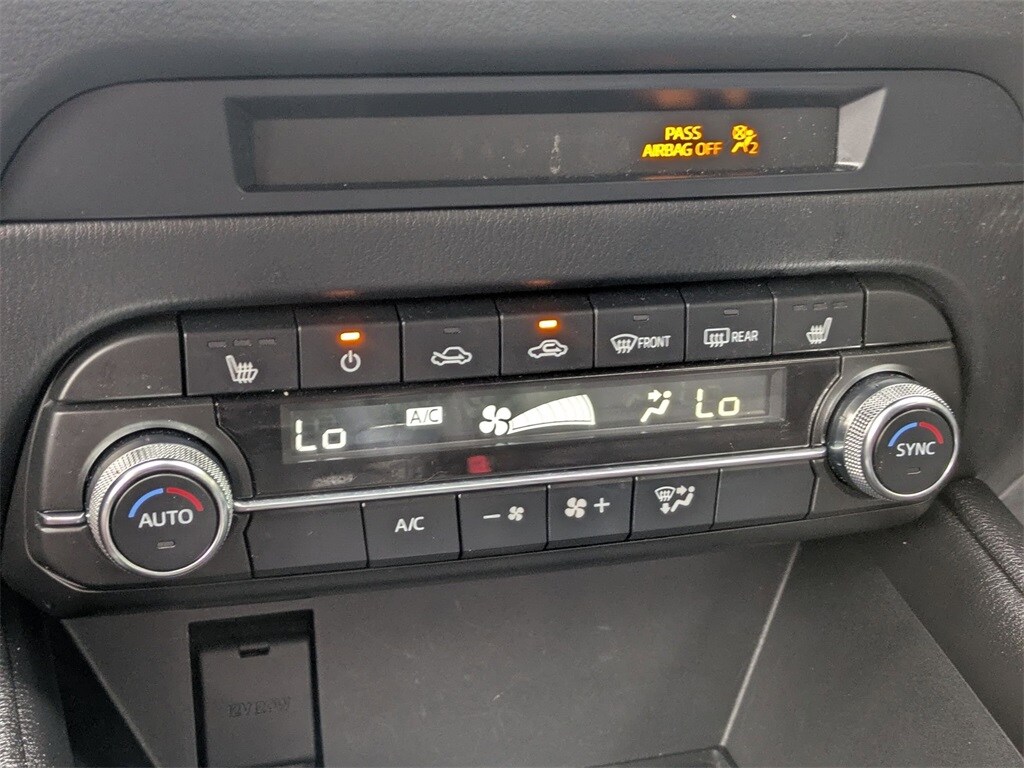 PASS
AIRBAG OFF 2
FRONT
REAR
Lo A/C Lo
AUTO
SYNC
A/C
- +